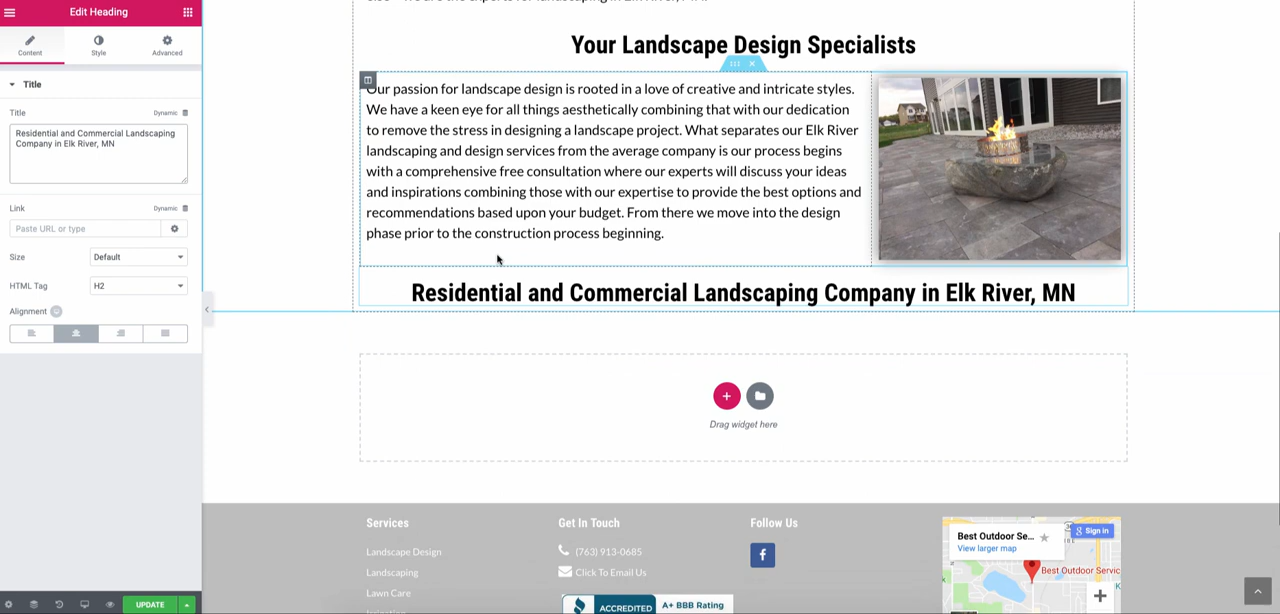 Edit Heading
Content
Style
Advanced
Title
Title
Dynamic
Residential and Commercial Landscaping
Company in Elk River, MN
Link
Dynamic
Paste URL or type
Size
Default
HTML Tag
H2
Alignment
UPDATE
Your Landscape Design Specialists
Our passion for landscape design is rooted in a love of creative and intricate styles.
We have a keen eye for all things aesthetically combining that with our dedication
to remove the stress in designing a landscape project. What separates our Elk River
landscaping and design services from the average company is our process begins
with a comprehensive free consultation where our experts will discuss your ideas
and inspirations combining those with our expertise to provide the best options and
recommendations based upon your budget. From there we move into the design
phase prior to the construction process beginning.
Residential and Commercial Landscaping Company in Elk River, MN
Drag widget here
Services
Landscape Design
Landscaping
Lawn Care
Get In Touch
(763) 913-0685
Click To Email Us
ACCREDITED
A+ BBB Rating
Follow Us
Best Outdoor Se...
View larger map
Sign in
Best Outdoor Servic